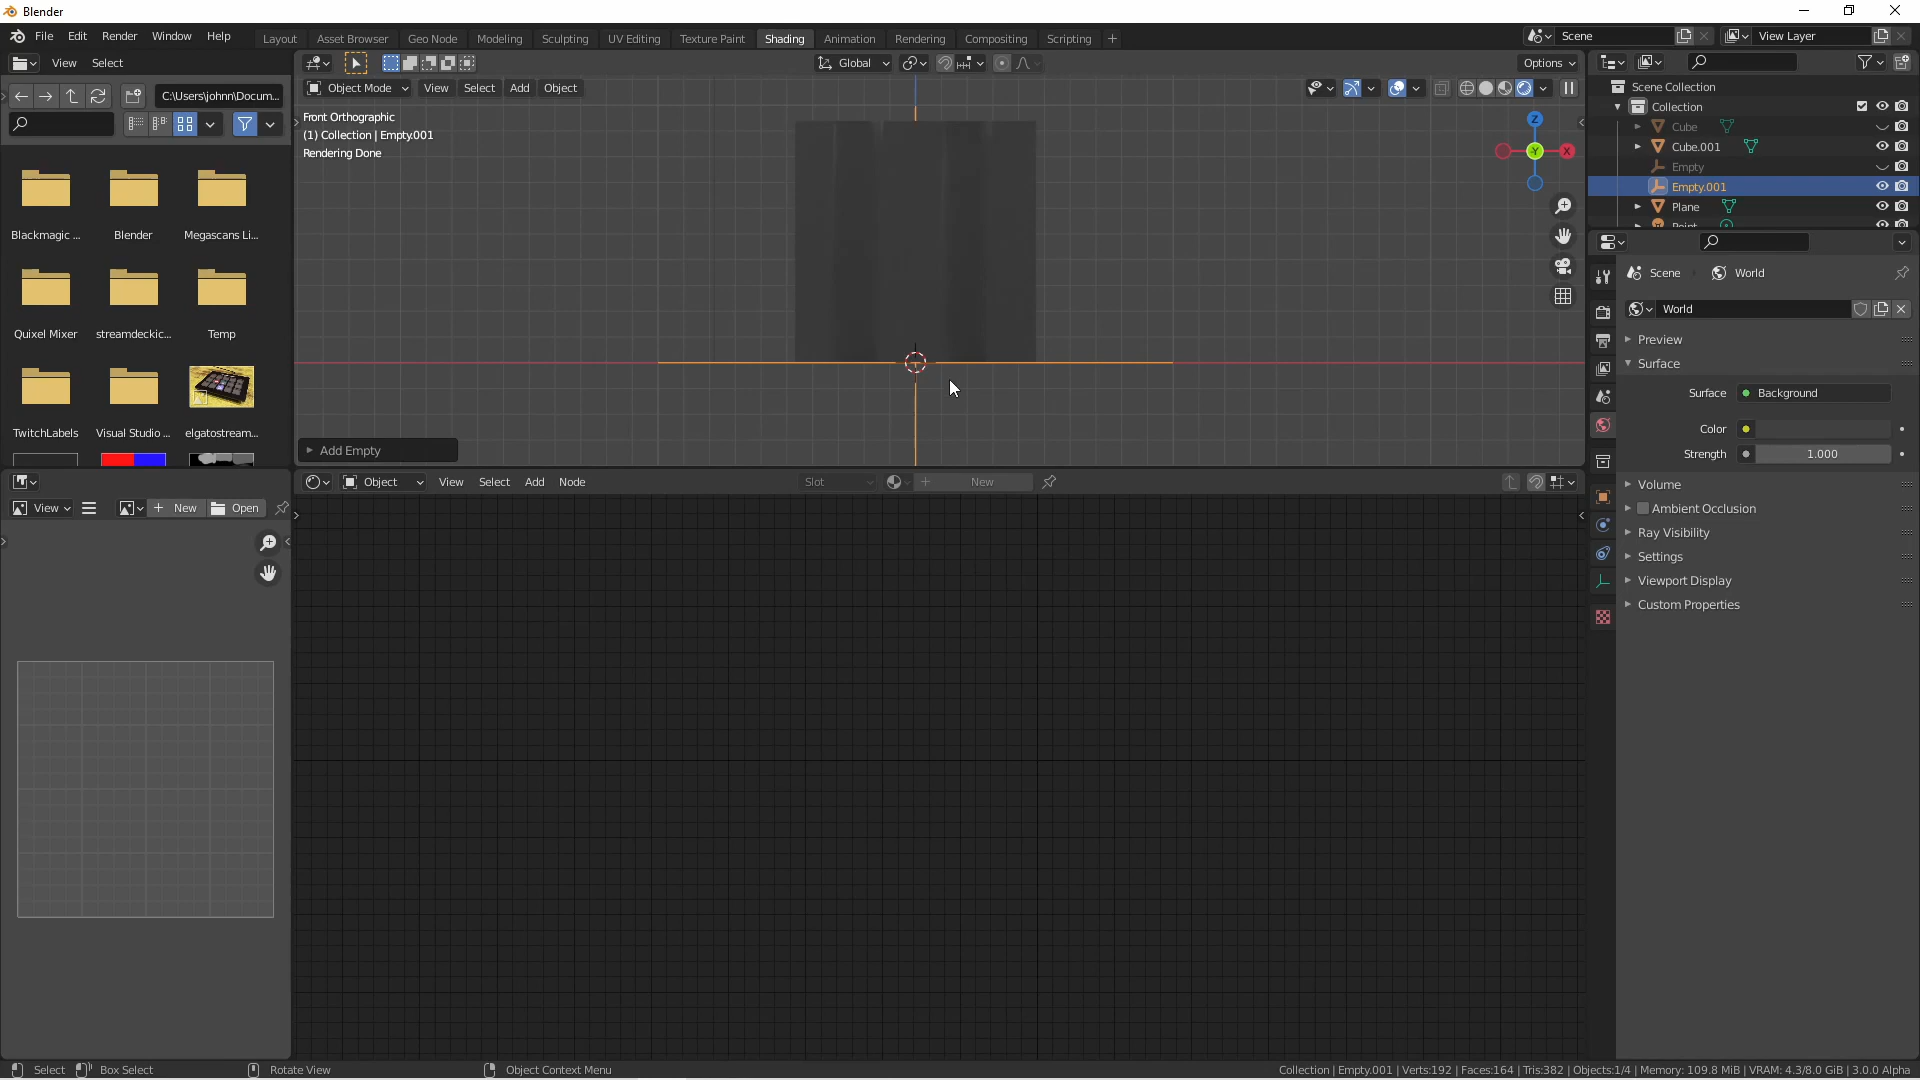 Blender
File Edit Render Window Help
Layout Asset Browser Geo Node Modeling Sculpting UV Editing Texture Paint Shading Animation Rendering Compositing Scripting
Scene
View Layer
View Select
Global
Options
C:\Users\johnn\Docum...
Object Mode View Select Add Object
Scene Collection
Collection
Cube
Cube.001
Empty
Empty.001
Plane
Front Orthographic
(1) Collection | Empty.001
Rendering Done
Z
Y
X
Blackmagic ... Blender Megascans Li...
Quixel Mixer streamdeckic... Temp
TwitchLabels Visual Studio ... elgatostream...
Add Empty
Scene World
World
Preview
Surface
Surface Background
Color
Strength 1.000
Volume
Ambient Occlusion
Ray Visibility
Settings
Viewport Display
Custom Properties
Object View Select Add Node Slot New
View New Open
Select Box Select Rotate View Object Context Menu
Collection | Empty.001 | Verts:192 | Faces:164 | Tris:382 | Objects:1/4 | Memory: 109.8 MiB | VRAM: 4.3/8.0 GiB | 3.0.0 Alpha